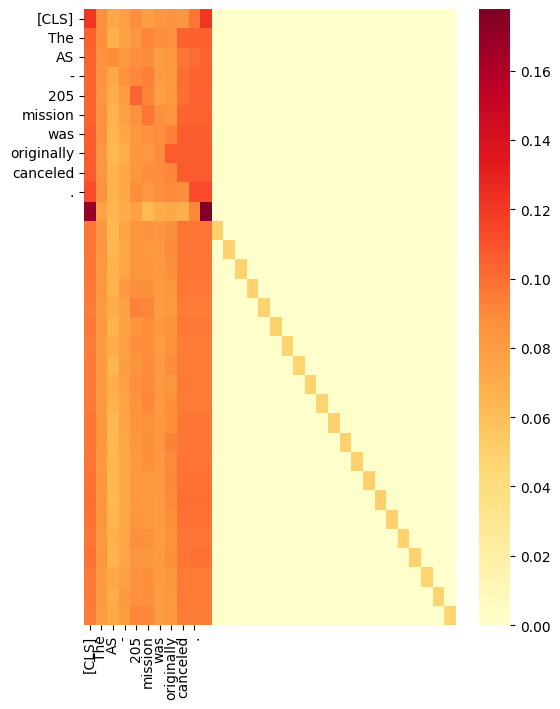 [CLS]
The
AS
-
205
mission
was
originally
canceled
.
0.16
0.14
0.12
0.10
0.08
0.06
0.04
0.02
0.00
[CLS]
The
AS
-
205
mission
was
originally
canceled
.